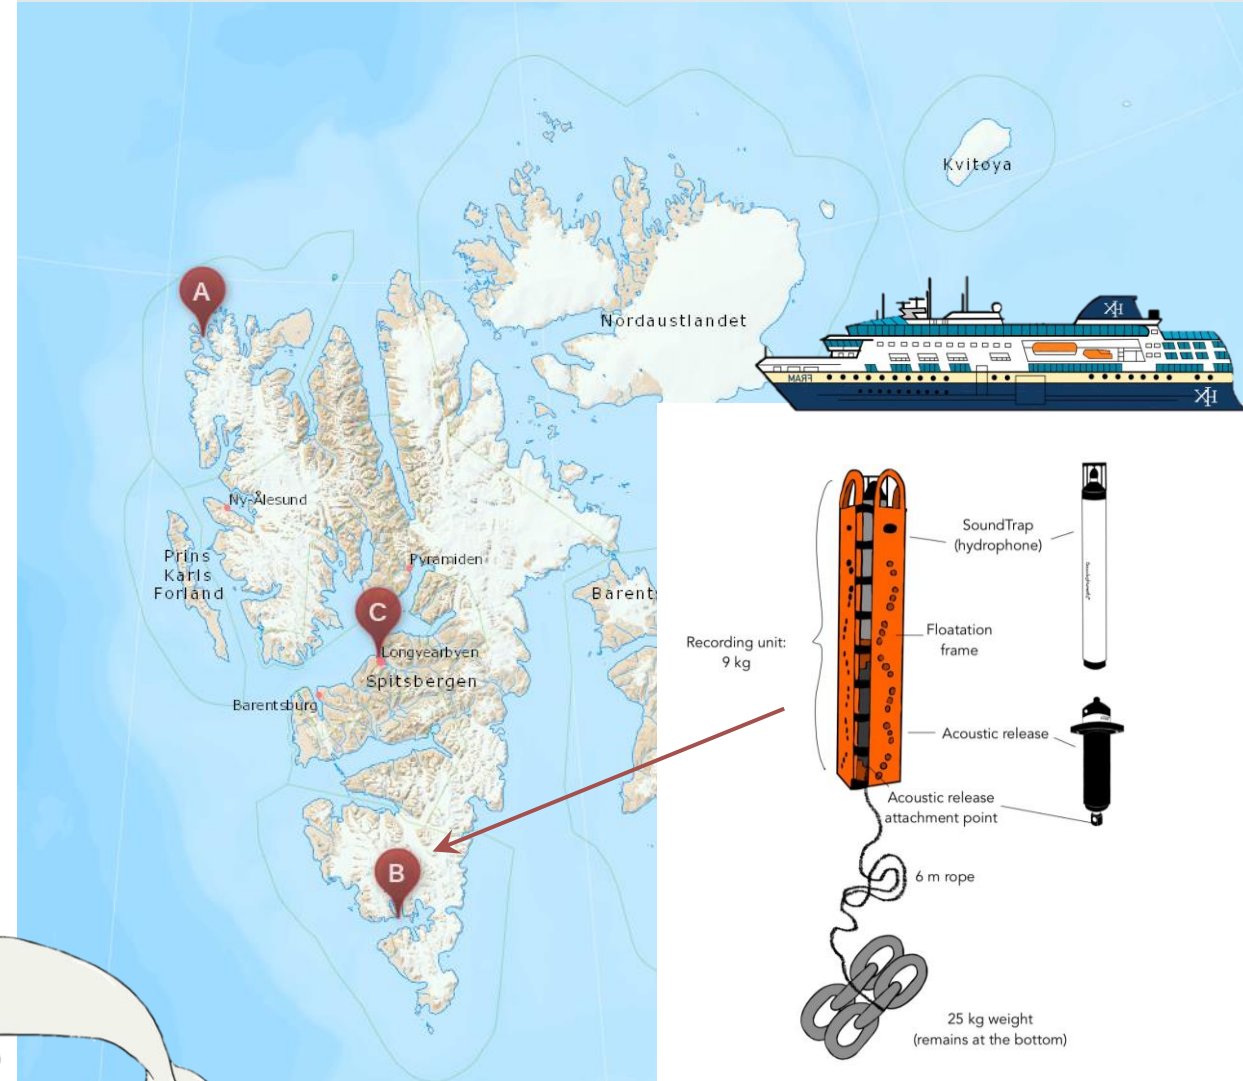 Kvitøya
A
Nordaustlandet
FRAM
Ny-Ålesund
Prins
Karls
Forland
Pyramiden
Barents
C
Longyearbyen
Spitsbergen
Barentsburg
B
SoundTrap
(hydrophone)
Recording unit:
9 kg
Floatation
frame
Acoustic release
Acoustic release
attachment point
6 m rope
25 kg weight
(remains at the bottom)